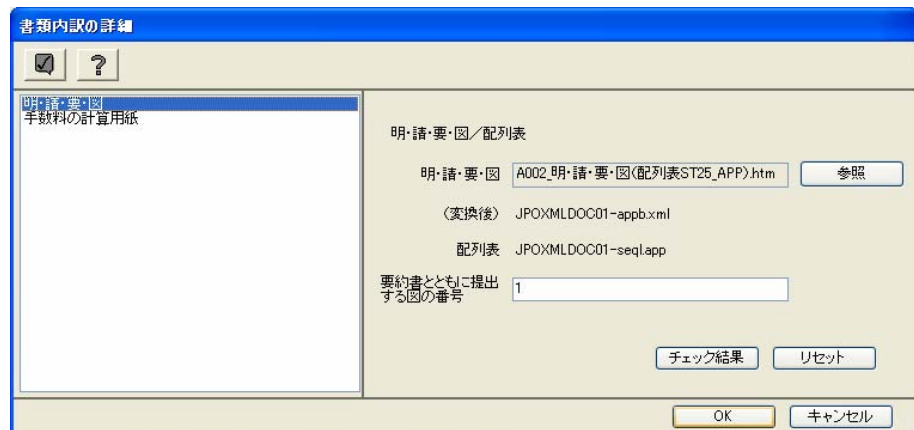 書類内訳の詳細
?
明・請・要・図
手数料の計算用紙
明・請・要・図／配列表
明・請・要・図 A002_明・請・要・図(配列表ST25_APP).htm 参照
(変換後) JPOXMLDOC01-appb.xml
配列表 JPOXMLDOC01-seql.app
要約書とともに提出
する図の番号 1
チェック結果 リセット
OK キャンセル